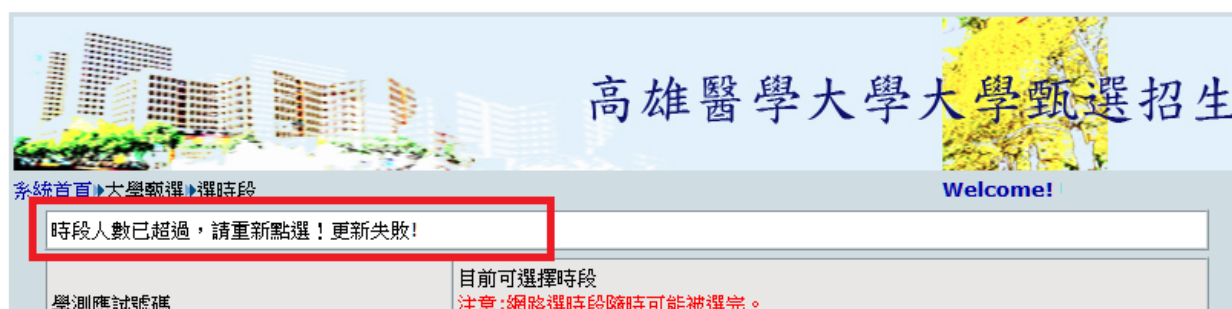 高雄醫學大學大學甄選招生
系統首頁▶大學甄選▶選時段
Welcome!
時段人數已超過，請重新點選！更新失敗!
目前可選擇時段
學測應試號碼
注意:網路選時段隨時可能被選完。